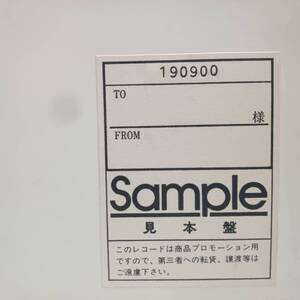 190900
TO
様
FROM
Sample
見本盤
このレコードは商品プロモーション用
ですので、第三者への転貸、譲渡等は
ご遠慮下さい。